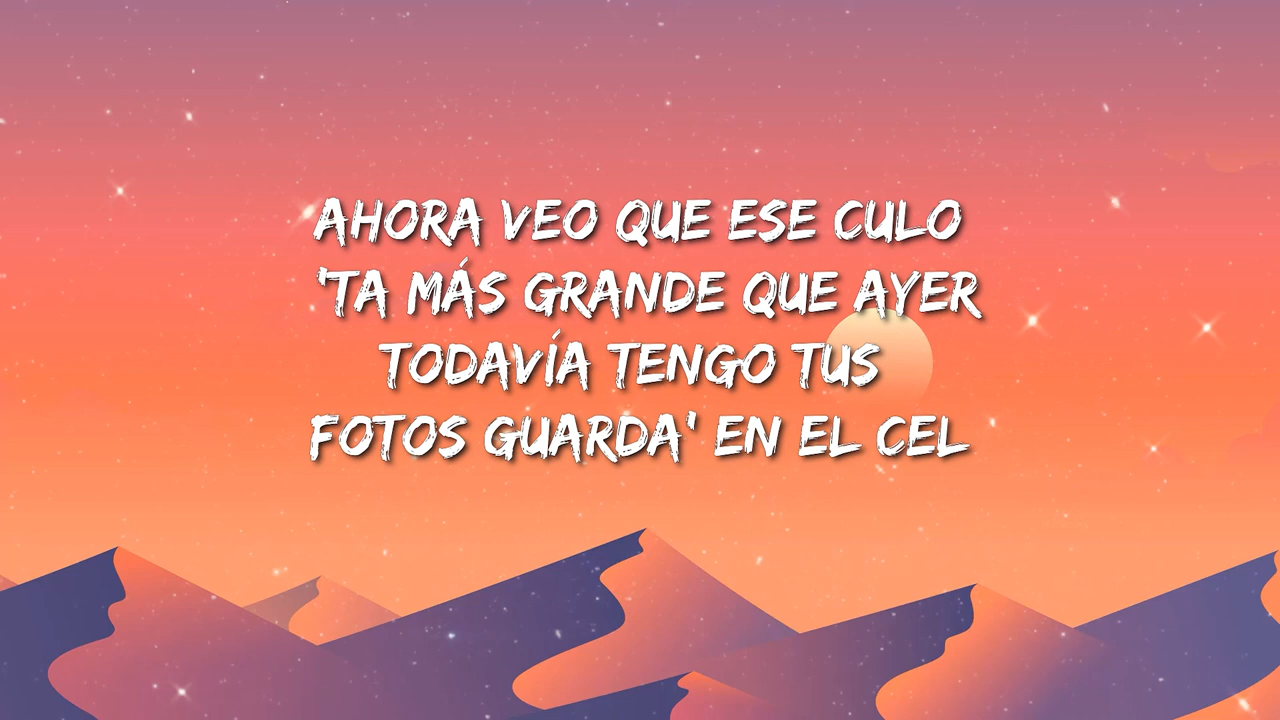 AHORA VEO QUE ESE CULO
'TA MÁS GRANDE QUE AYER
TODAVÍA TENGO TUS
FOTOS GUARDA' EN EL CEL